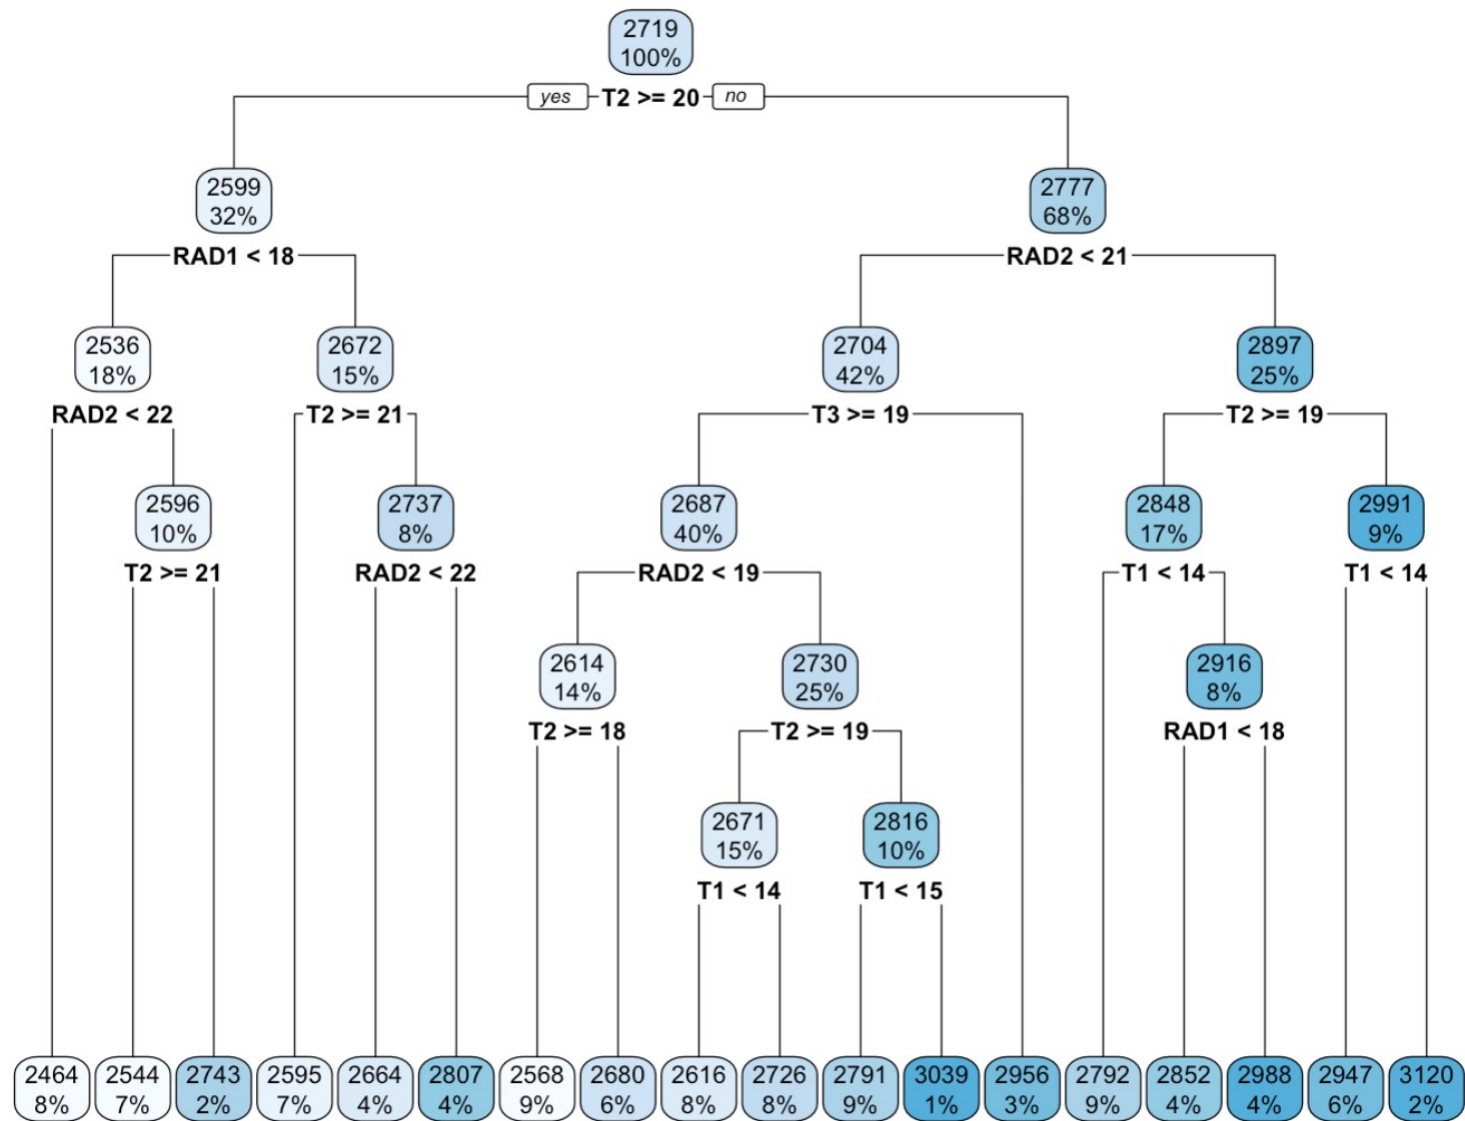 2719
100%
yes T2 >= 20 no
2599 2777
32% 68%
RAD1 < 18 RAD2 < 21
2536 2672 2704 2897
18% 15% 42% 25%
RAD2 < 22 T2 >= 21 T3 >= 19 T2 >= 19
2596 2737 2687 2848 2991
10% 8% 40% 17% 9%
T2 >= 21 RAD2 < 22 RAD2 < 19 T1 < 14 T1 < 14
2614 2730 2916
14% 25% 8%
T2 >= 18 T2 >= 19 RAD1 < 18
2671 2816
15% 10%
T1 < 14 T1 < 15
2464 2544 2743 2595 2664 2807 2568 2680 2616 2726 2791 3039 2956 2792 2852 2988 2947 3120
8% 7% 2% 7% 4% 4% 9% 6% 8% 8% 9% 1% 3% 9% 4% 4% 6% 2%